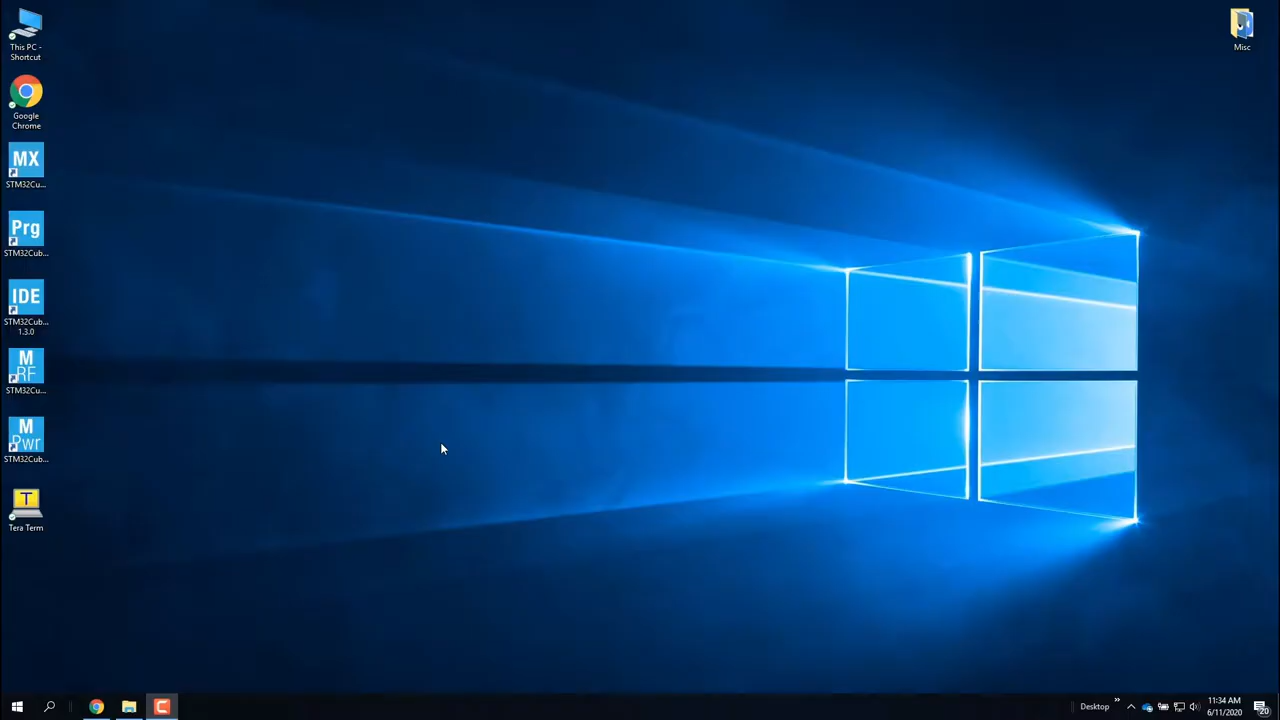 This PC -
Shortcut
Google
Chrome
MX
STM32Cu...
Prg
STM32Cub...
IDE
STM32Cub...
1.3.0
M
RF
STM32Cub...
M
Pwr
STM32Cub...
T
Tera Term
Misc
Desktop
11:34 AM
6/11/2020
20